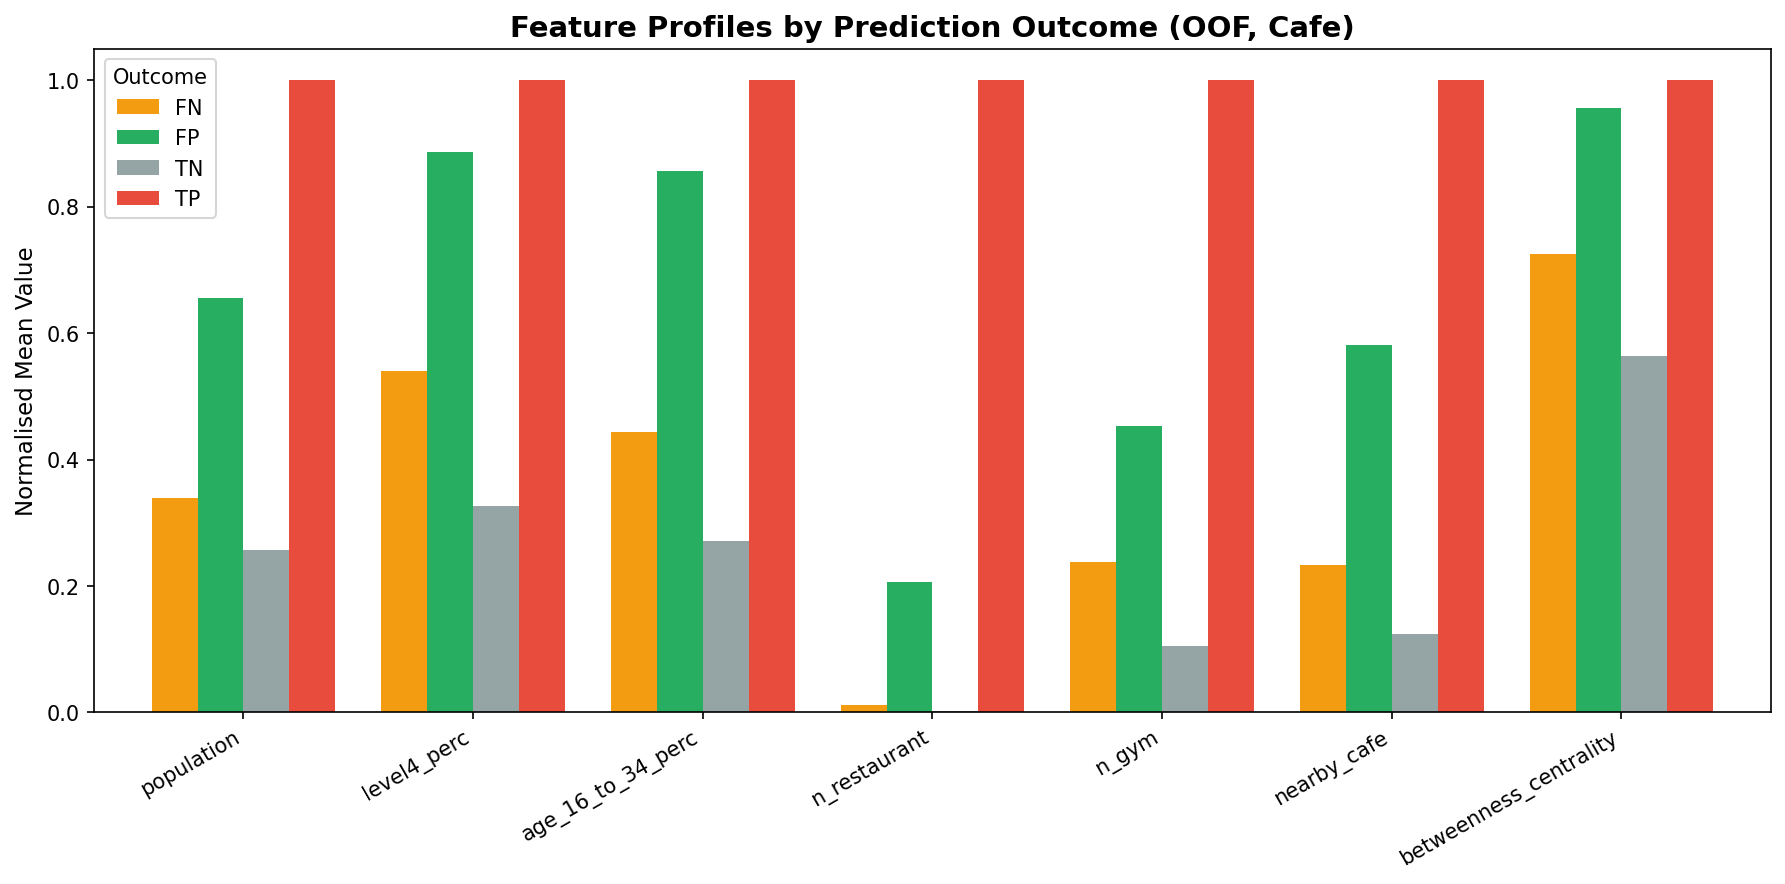 Feature Profiles by Prediction Outcome (OOF, Cafe)
Outcome
FN
FP
TN
TP
Normalised Mean Value
1.0
0.8
0.6
0.4
0.2
0.0
population
level4_perc
age_16_to_34_perc
n_restaurant
n_gym
nearby_cafe
betweenness_centrality